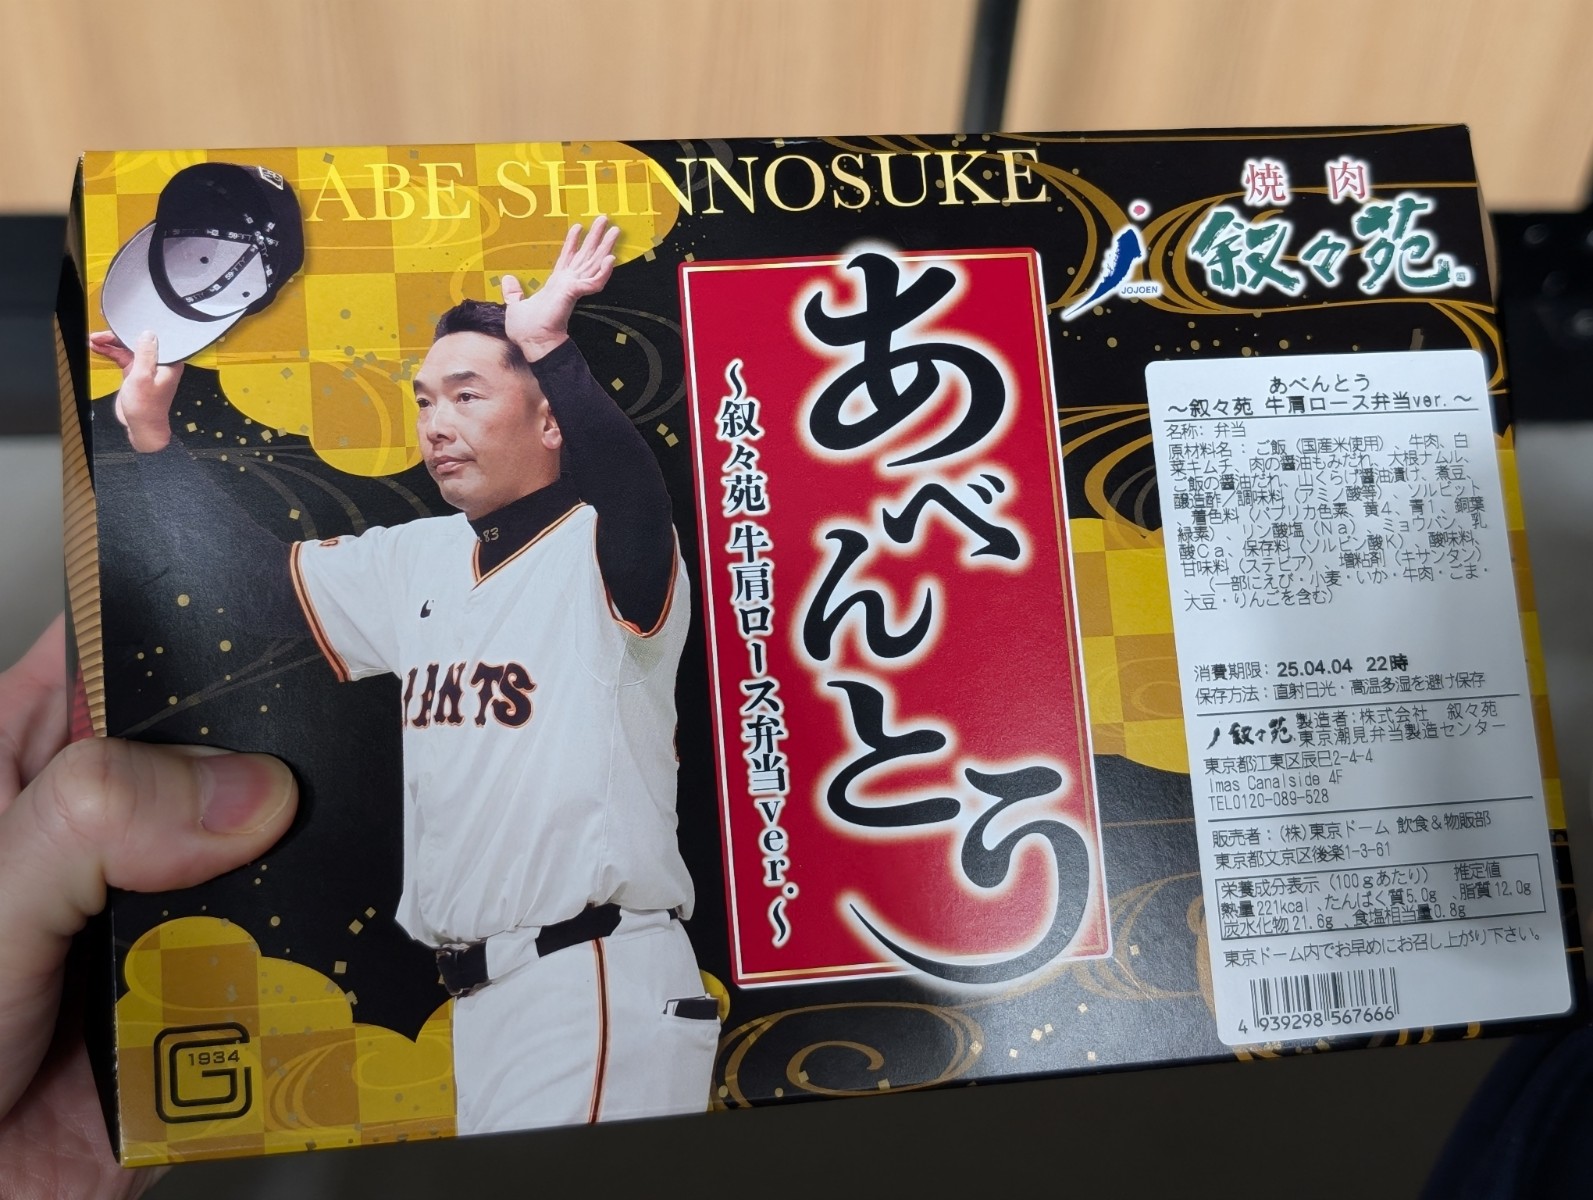 ABE SHINNOSUKE
焼肉
叙々苑
JOJOEN
あべんとう
～叙々苑 牛肩ロース弁当ver.～
83
GIANTS
G
1934
あべんとう
～叙々苑 牛肩ロース弁当ver.～
名称: 弁当
原材料名：ご飯（国産米使用）、牛肉、白
菜キムチ、肉の醤油もみだれ、大根ナムル、
ご飯の醤油だれ、山くらげ醤油漬け、煮豆、
醸造酢／調味料（アミノ酸等）、ソルビット
、着色料（パプリカ色素、黄4、青1、銅葉
緑素）、リン酸塩（Na）、ミョウバン、乳
酸Ca、保存料（ソルビン酸K）、酸味料、
甘味料（ステビア）、増粘剤（キサンタン）
、（一部にえび・小麦・いか・牛肉・ごま・
大豆・りんごを含む）
消費期限: 25.04.04 22時
保存方法：直射日光・高温多湿を避け保存
叙々苑 製造者:株式会社 叙々苑
東京潮見弁当製造センター
東京都江東区辰巳2-4-4
imas Canalside 4F
TEL0120-089-528
販売者：(株)東京ドーム 飲食＆物販部
東京都文京区後楽1-3-61
栄養成分表示（100gあたり） 推定値
熱量221kcal、たんぱく質5.0g、脂質12.0g
炭水化物21.6g、食塩相当量0.8g
東京ドーム内でお早めにお召し上がり下さい。
4 939298 567666